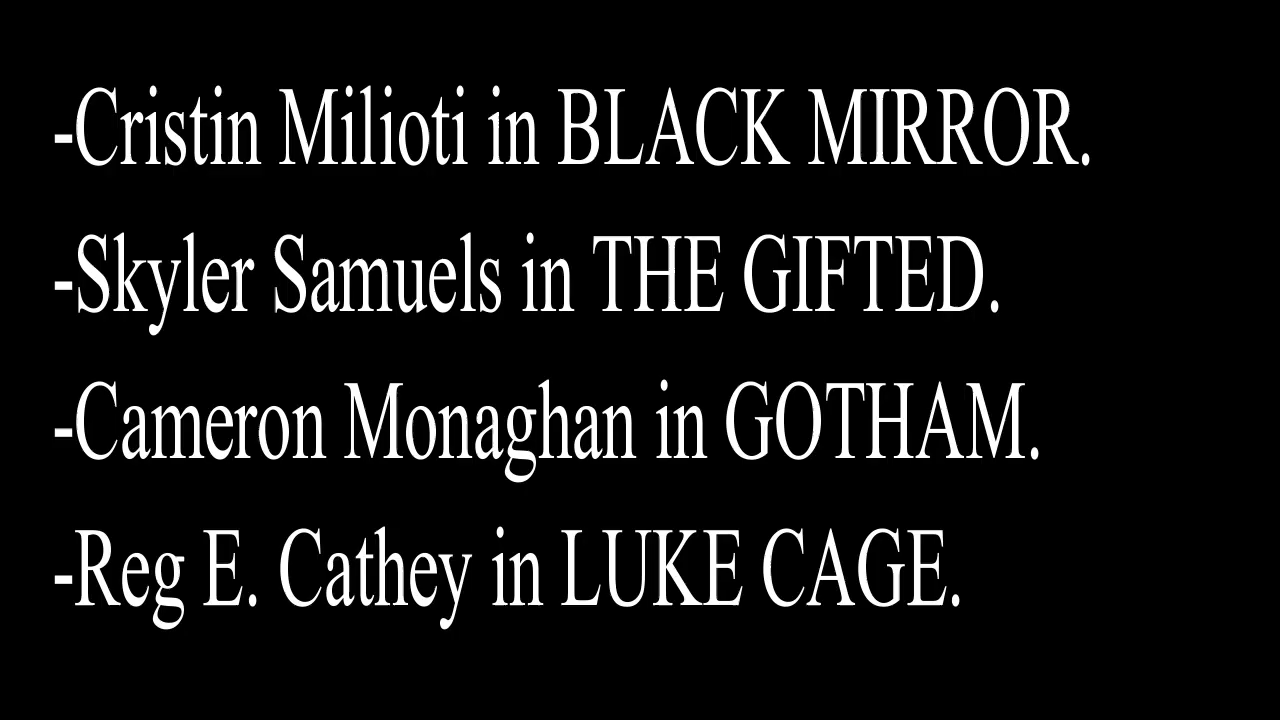 -Cristin Milioti in BLACK MIRROR.
-Skyler Samuels in THE GIFTED.
-Cameron Monaghan in GOTHAM.
-Reg E. Cathey in LUKE CAGE.